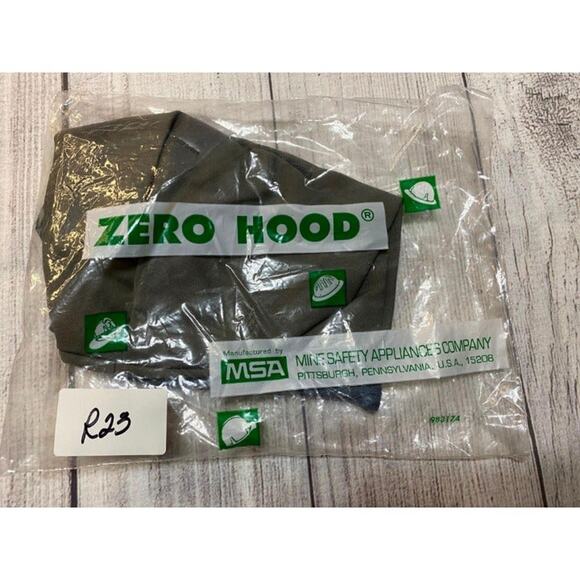 ZERO HOOD®
Manufactured by
MSA
MINE SAFETY APPLIANCES COMPANY
PITTSBURGH, PENNSYLVANIA, U.S.A., 15208
R23